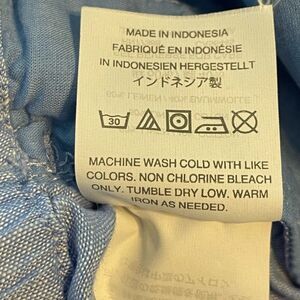 MADE IN INDONESIA
FABRIQUÉ EN INDONÉSIE
IN INDONESIEN HERGESTELLT
インドネシア製
30
MACHINE WASH COLD WITH LIKE
COLORS. NON CHLORINE BLEACH
ONLY. TUMBLE DRY LOW. WARM
IRON AS NEEDED.